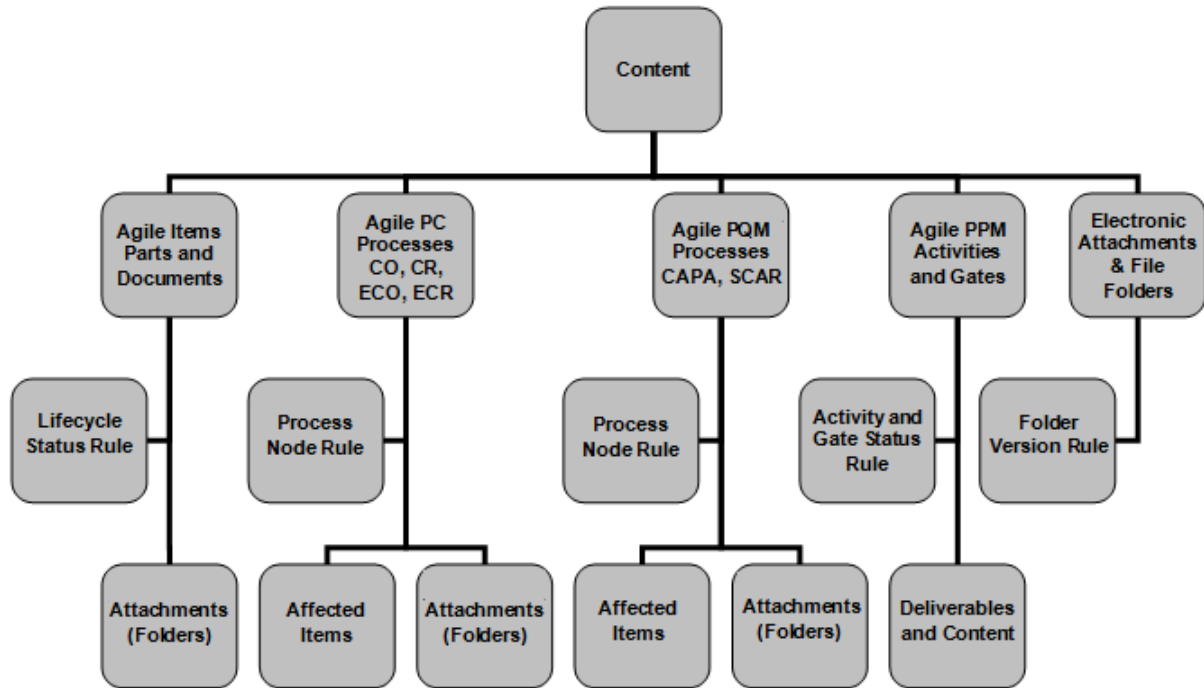 Content
Agile Items
Parts and
Documents
Agile PC
Processes
CO, CR,
ECO, ECR
Agile PQM
Processes
CAPA, SCAR
Agile PPM
Activities
and Gates
Electronic
Attachments
& File
Folders
Lifecycle
Status Rule
Process
Node Rule
Process
Node Rule
Activity and
Gate Status
Rule
Folder
Version Rule
Attachments
(Folders)
Affected
Items
Attachments
(Folders)
Affected
Items
Attachments
(Folders)
Deliverables
and Content